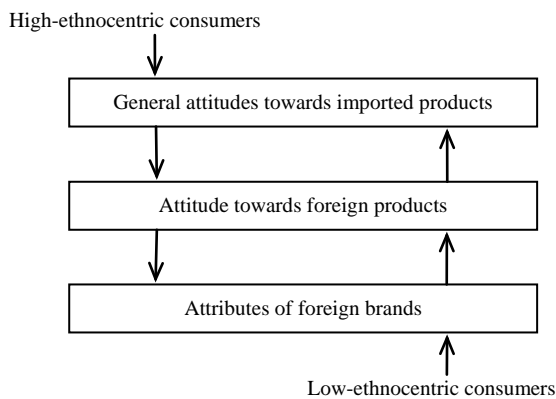 High-ethnocentric consumers
General attitudes towards imported products
Attitude towards foreign products
Attributes of foreign brands
Low-ethnocentric consumers